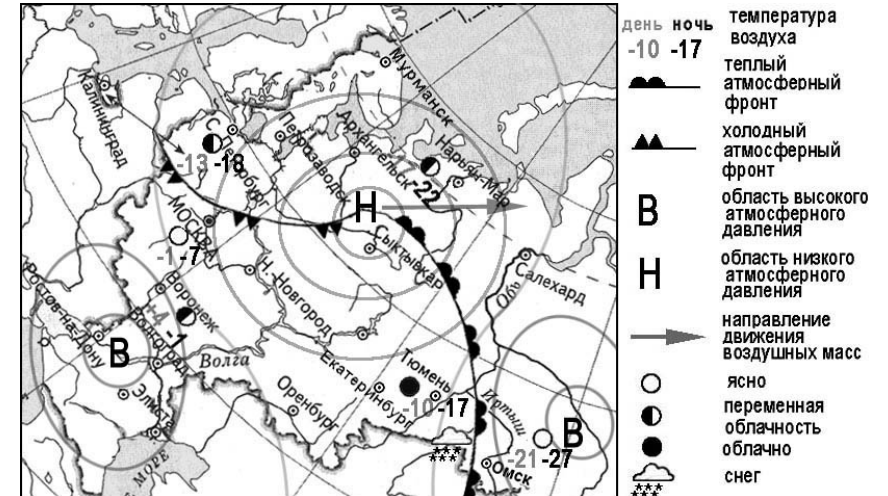 Мурманск
Калининград
С.Петербург
Петрозаводск
Архангельск
Нарьян-Мар
-13 -18
-17 -22
МОСКВА
-1 -7
Н
Сыктывкар
Салехард
Обь
Н.-Новгород
Воронеж
Ростов-на-Дону
Волгоград
+4 -1
В
Волга
Элиста
МОРЕ
Оренбург
Екатеринбург
Тюмень
-10 -17
Иртыш
В
-21 -27
Омск
день ночь температура
-10 -17 воздуха
теплый
атмосферный
фронт
холодный
атмосферный
фронт
В область высокого
атмосферного
давления
Н область низкого
атмосферного
давления
направление
движения
воздушных масс
ясно
переменная
облачность
облачно
снег